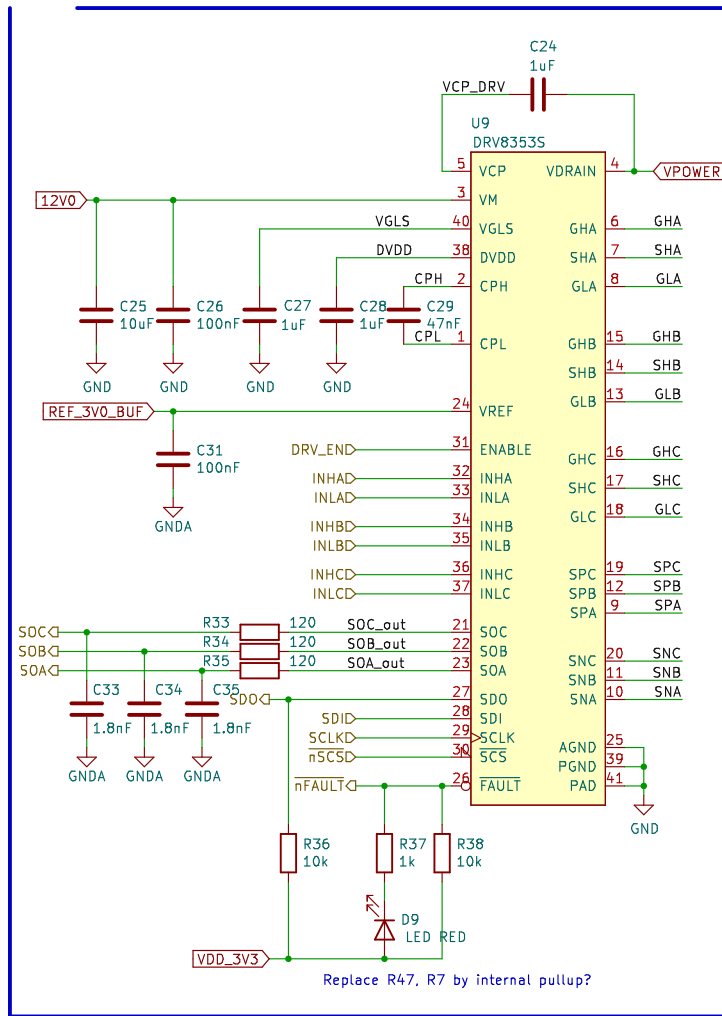 C24
1uF
VCP_DRV
U9
DRV8353S
5 VCP VDRAIN 4 VPOWER
12V0 3 VM
VGLS 40 VGLS GHA 6 GHA
DVDD 38 DVDD SHA 7 SHA
CPH 2 CPH GLA 8 GLA
C25 C26 C27 C28 C29
10uF 100nF 1uF 1uF 47nF
CPL 1 CPL GHB 15 GHB
SHB 14 SHB
GND GND GND GND
GLB 13 GLB
REF_3V0_BUF 24 VREF
DRV_EN 31 ENABLE
C31 GHC 16 GHC
100nF
INHA 32 INHA SHC 17 SHC
INLA 33 INLA
GLC 18 GLC
GNDA INHB 34 INHB
INLB 35 INLB
INHC 36 INHC SPC 19 SPC
INLC 37 INLC SPB 12 SPB
SPA 9 SPA
SOC R33 120 SOC_out 21 SOC
SOB R34 120 SOB_out 22 SOB
SOA R35 120 SOA_out 23 SOA
SNC 20 SNC
SNB 11 SNB
C33 C34 C35
1.8nF 1.8nF 1.8nF
SDO 27 SDO SNA 10 SNA
SDI 28 SDI
SCLK 29 SCLK
nSCS 30 SCS
AGND 25
PGND 39
GNDA GNDA GNDA
nFAULT 26 FAULT PAD 41
GND
R36 R37 R38
10k 1k 10k
D9
LED RED
VDD_3V3
Replace R47, R7 by internal pullup?